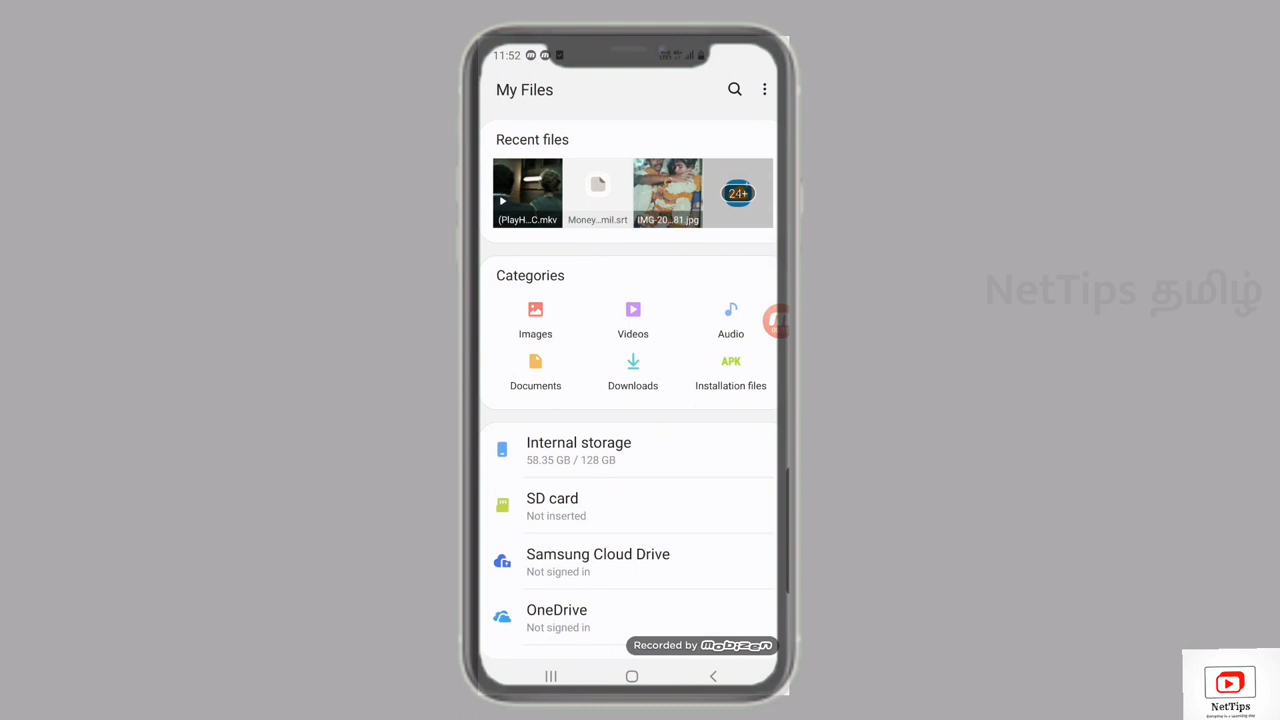 11:52
My Files
Recent files
24+
(PlayH...C.mkv
Money...mil.srt
IMG-20...81.jpg
Categories
Images
Videos
Audio
APK
Documents
Downloads
Installation files
Internal storage
58.35 GB / 128 GB
SD card
Not inserted
Samsung Cloud Drive
Not signed in
OneDrive
Not signed in
Recorded by mobizen
NetTips தமிழ்
NetTips